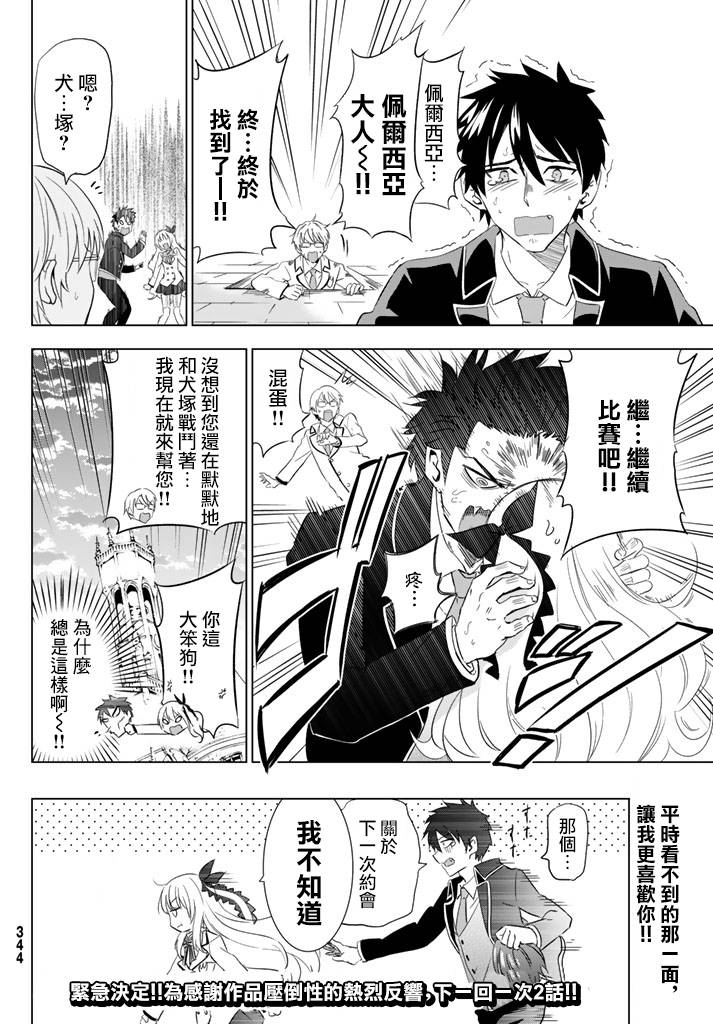 佩爾西亞…
大人～!!
終…終於
找到了—!!
嗯?
犬…塚?
繼…繼續
比賽吧!!
混蛋!!
疼…
沒想到您還在默默地
和犬塚戰鬥著…
我現在就來幫您!!
你這
大笨狗!!
為什麼
總是這樣啊～!!
平時看不到的那一面,
讓我更喜歡你!!
那個…
關於
下一次約會
我不知道
緊急決定!!為感謝作品壓倒性的熱烈反響,下一回一次2話!!
344